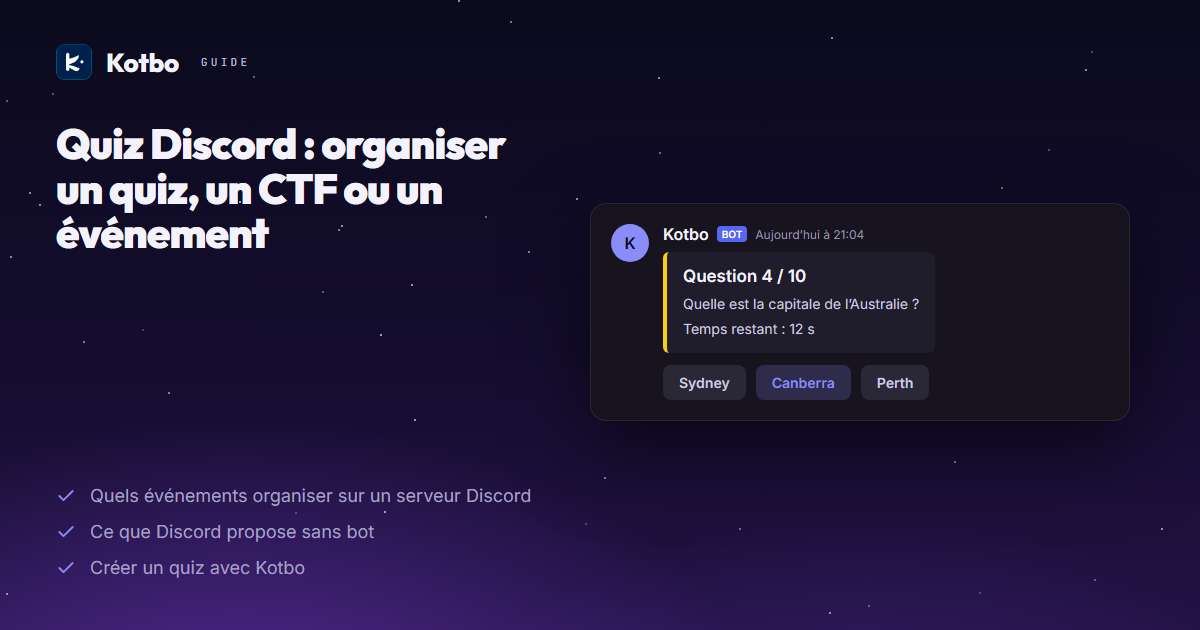 Kotbo GUIDE
Quiz Discord : organiser
un quiz, un CTF ou un
événement
K Kotbo BOT Aujourd’hui à 21:04
Question 4 / 10
Quelle est la capitale de l’Australie ?
Temps restant : 12 s
Sydney Canberra Perth
Quels événements organiser sur un serveur Discord
Ce que Discord propose sans bot
Créer un quiz avec Kotbo